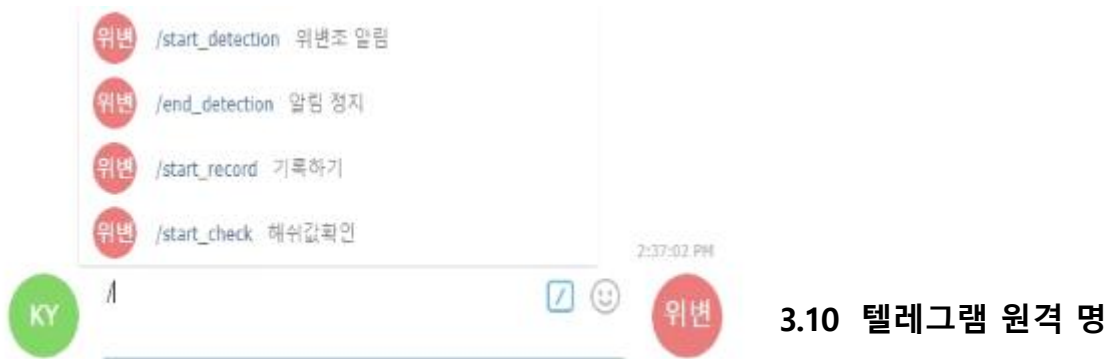 위변 /start_detection 위변조 알림
위변 /end_detection 알림 정지
위변 /start_record 기록하기
위변 /start_check 해쉬값확인
2:37:02 PM
KY / / 위변
3.10 텔레그램 원격 명